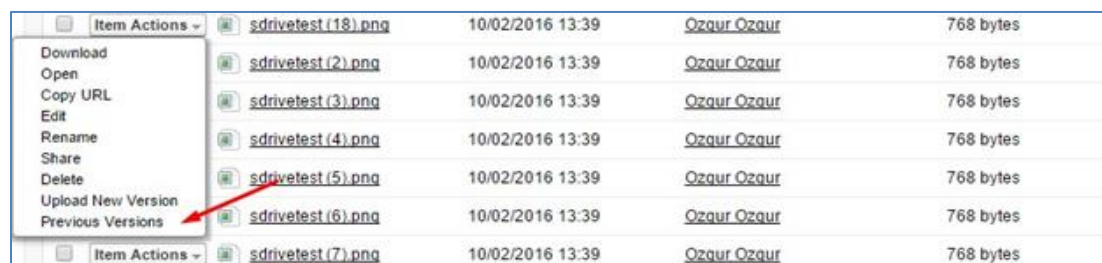 Item Actions sdrivetest (18).png 10/02/2016 13:39 Ozgur Ozgur 768 bytes
Download
Open
Copy URL
Edit
Rename
Share
Delete
Upload New Version
Previous Versions
sdrivetest (2).png 10/02/2016 13:39 Ozgur Ozgur 768 bytes
sdrivetest (3).png 10/02/2016 13:39 Ozgur Ozgur 768 bytes
sdrivetest (4).png 10/02/2016 13:39 Ozgur Ozgur 768 bytes
sdrivetest (5).png 10/02/2016 13:39 Ozgur Ozgur 768 bytes
sdrivetest (6).png 10/02/2016 13:39 Ozgur Ozgur 768 bytes
Item Actions sdrivetest (7).png 10/02/2016 13:39 Ozgur Ozgur 768 bytes